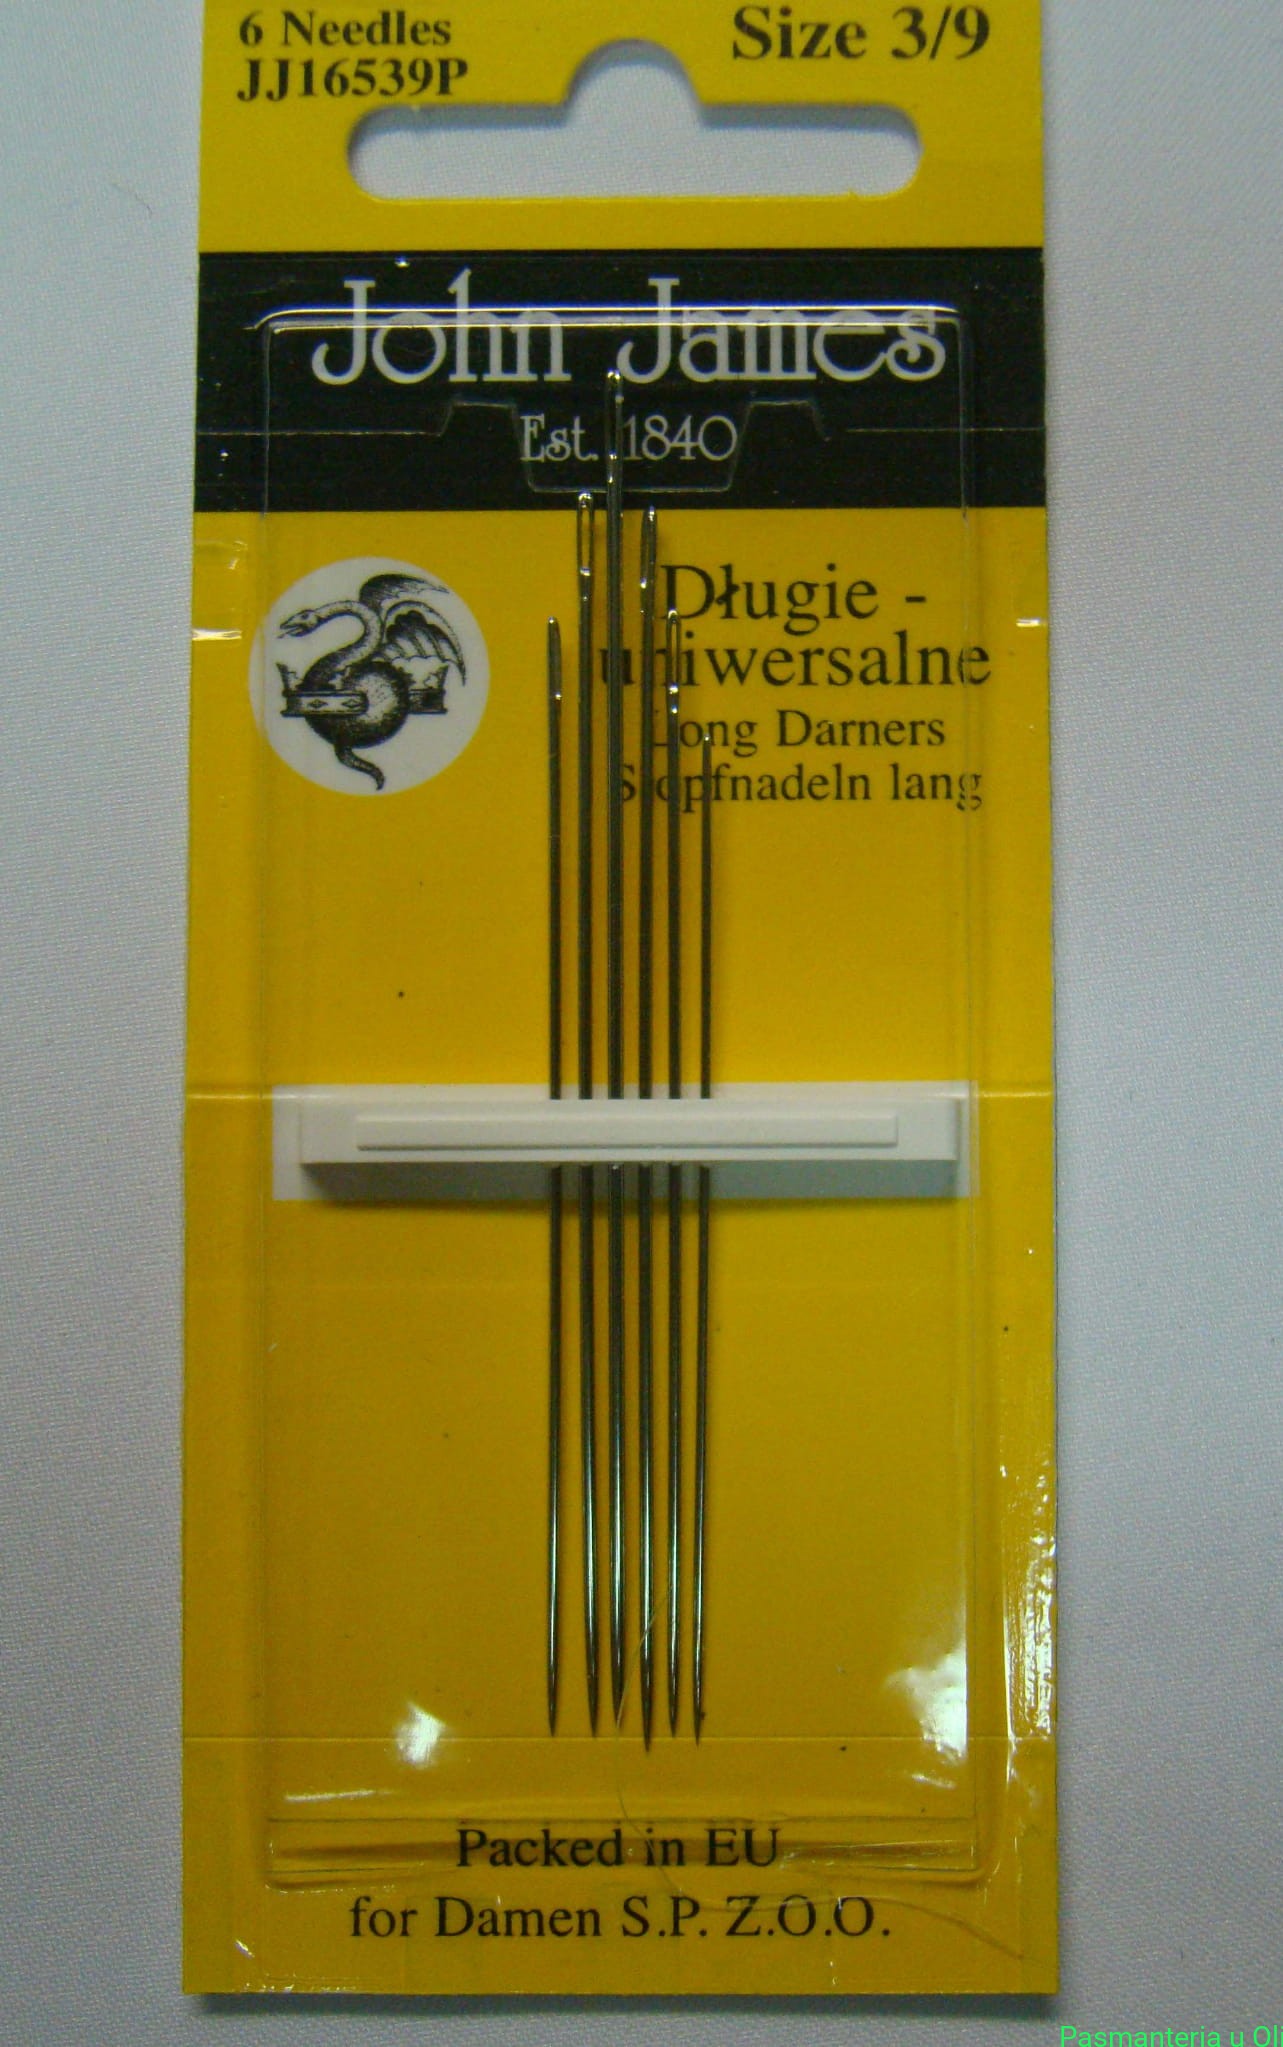 6 Needles
JJ16539P
Size 3/9
John James
Est. 1840
Długie -
uniwersalne
Long Darners
Stopfnadeln lang
Packed in EU
for Damen S.P. Z.O.O.
Pasmanteria u Oli